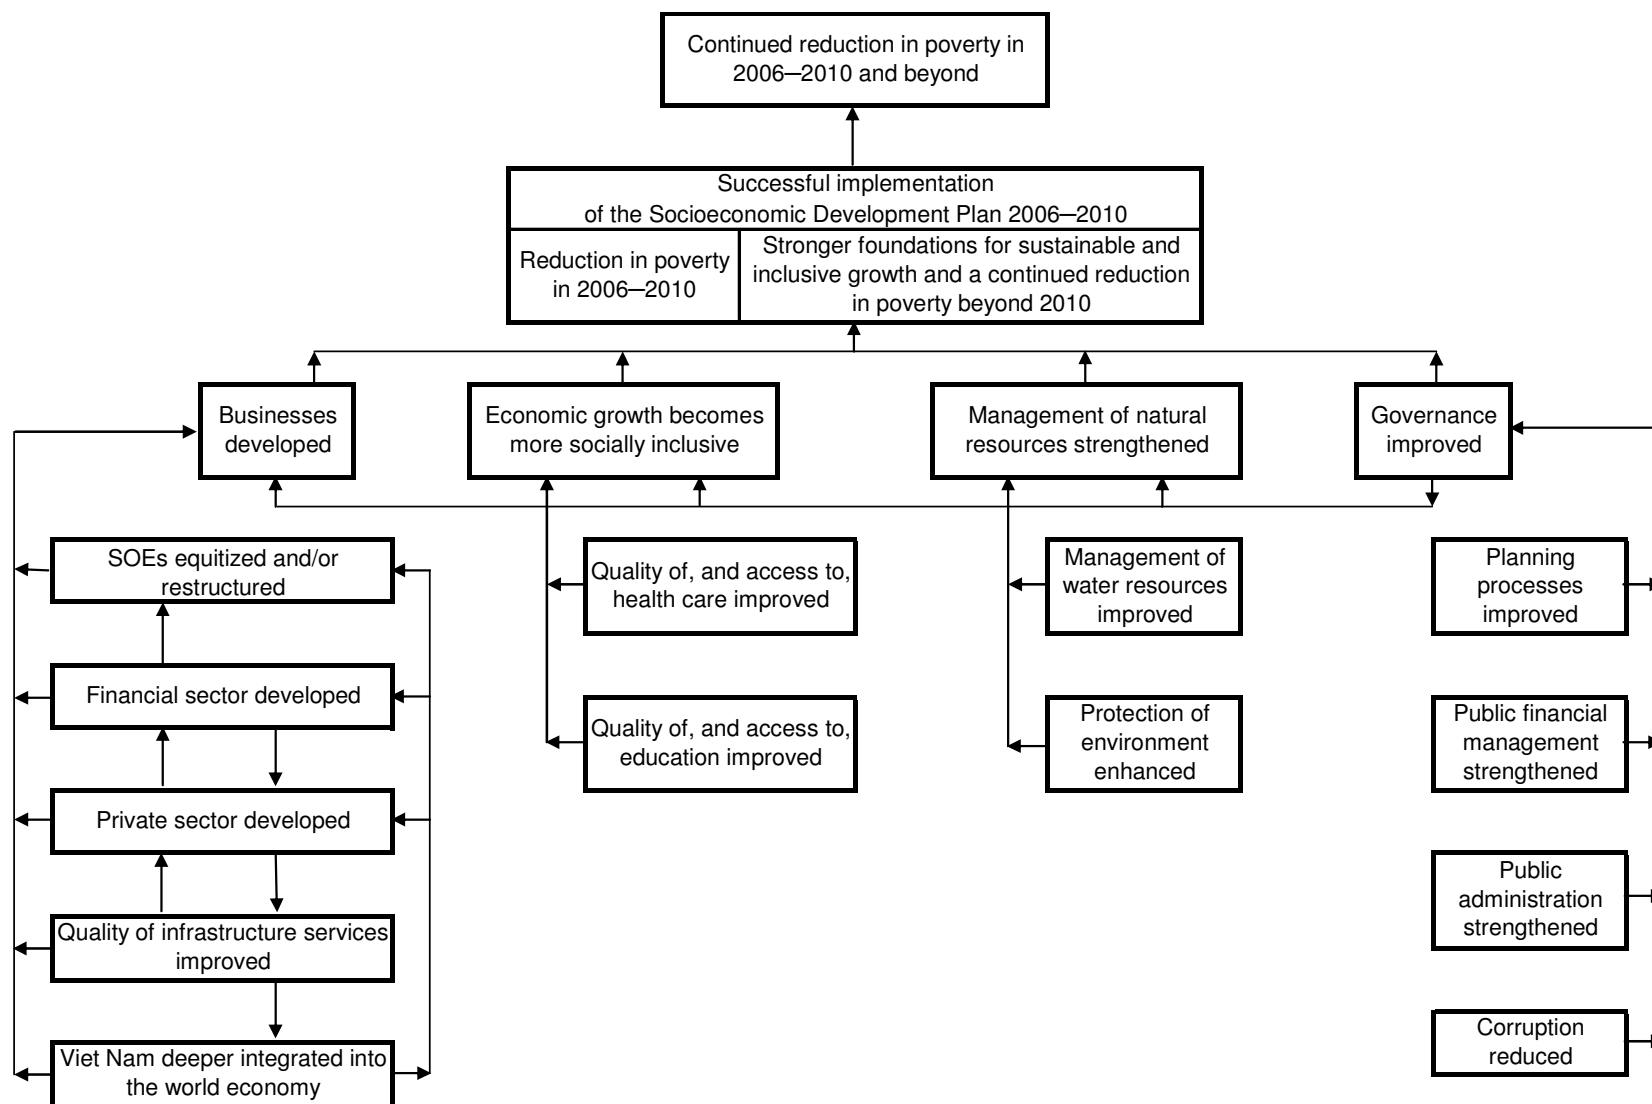 Continued reduction in poverty in
2006–2010 and beyond
Successful implementation
of the Socioeconomic Development Plan 2006–2010
Reduction in poverty
in 2006–2010
Stronger foundations for sustainable and
inclusive growth and a continued reduction
in poverty beyond 2010
Businesses
developed
Economic growth becomes
more socially inclusive
Management of natural
resources strengthened
Governance
improved
SOEs equitized and/or
restructured
Financial sector developed
Private sector developed
Quality of infrastructure services
improved
Viet Nam deeper integrated into
the world economy
Quality of, and access to,
health care improved
Quality of, and access to,
education improved
Management of
water resources
improved
Protection of
environment
enhanced
Planning
processes
improved
Public financial
management
strengthened
Public
administration
strengthened
Corruption
reduced